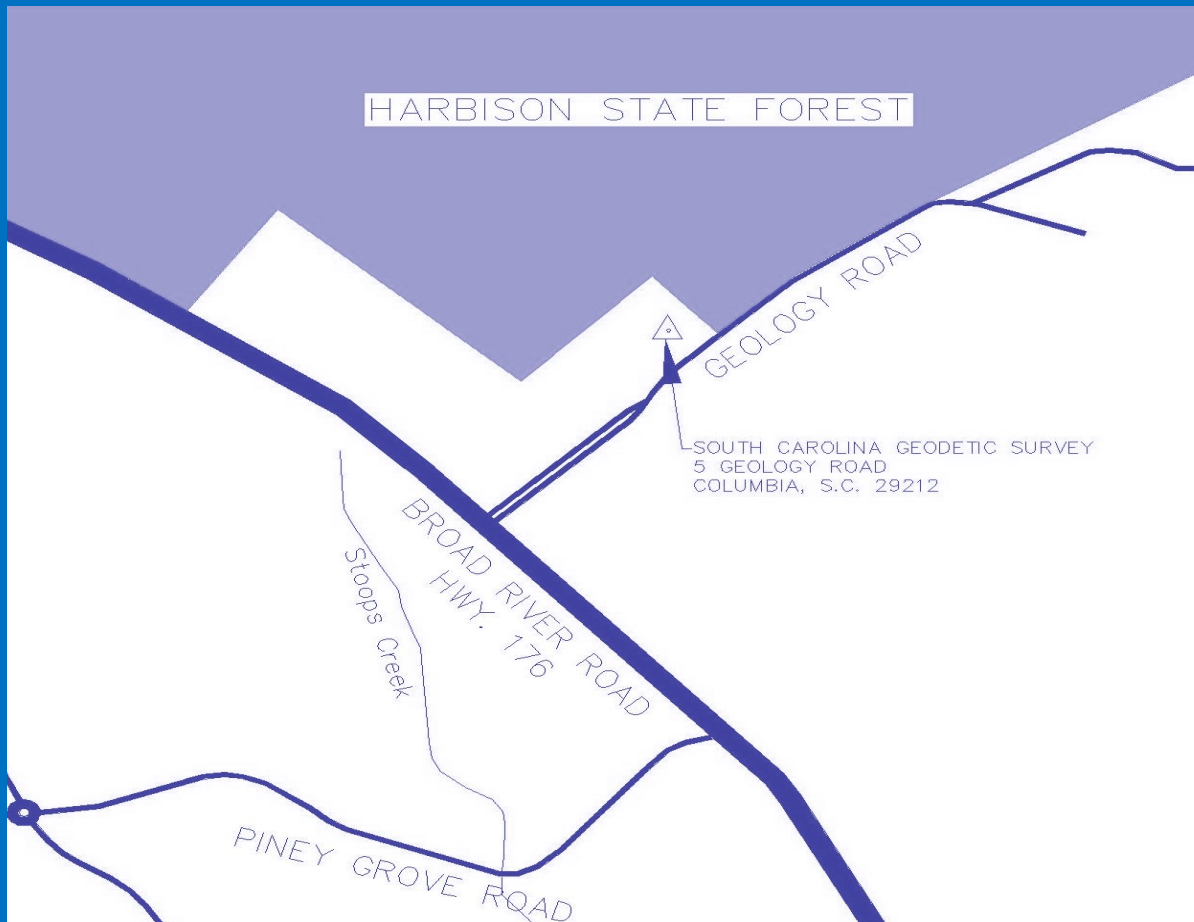 HARBISON STATE FOREST
GEOLOGY ROAD
SOUTH CAROLINA GEODETIC SURVEY
5 GEOLOGY ROAD
COLUMBIA, S.C. 29212
BROAD RIVER ROAD
HWY. 176
Stoops Creek
PINEY GROVE ROAD